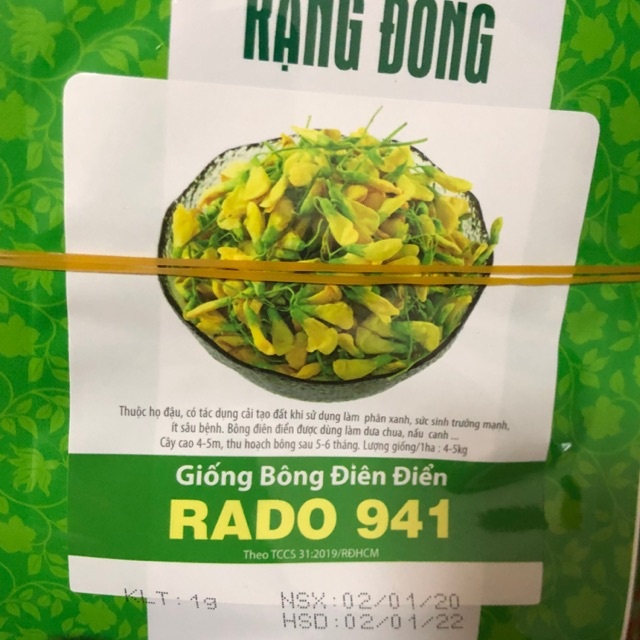 RẠNG ĐÔNG
Thuộc họ đậu, có tác dụng cải tạo đất khi sử dụng làm phân xanh, sức sinh trưởng mạnh,
ít sâu bệnh. Bông điên điển được dùng làm dưa chua, nấu canh ...
Cây cao 4-5m, thu hoạch bông sau 5-6 tháng. Lượng giống/1ha : 4-5kg
Giống Bông Điên Điển
RADO 941
Theo TCCS 31:2019/RĐHCM
KLT: 1g NSX:02/01/20
HSD:02/01/22